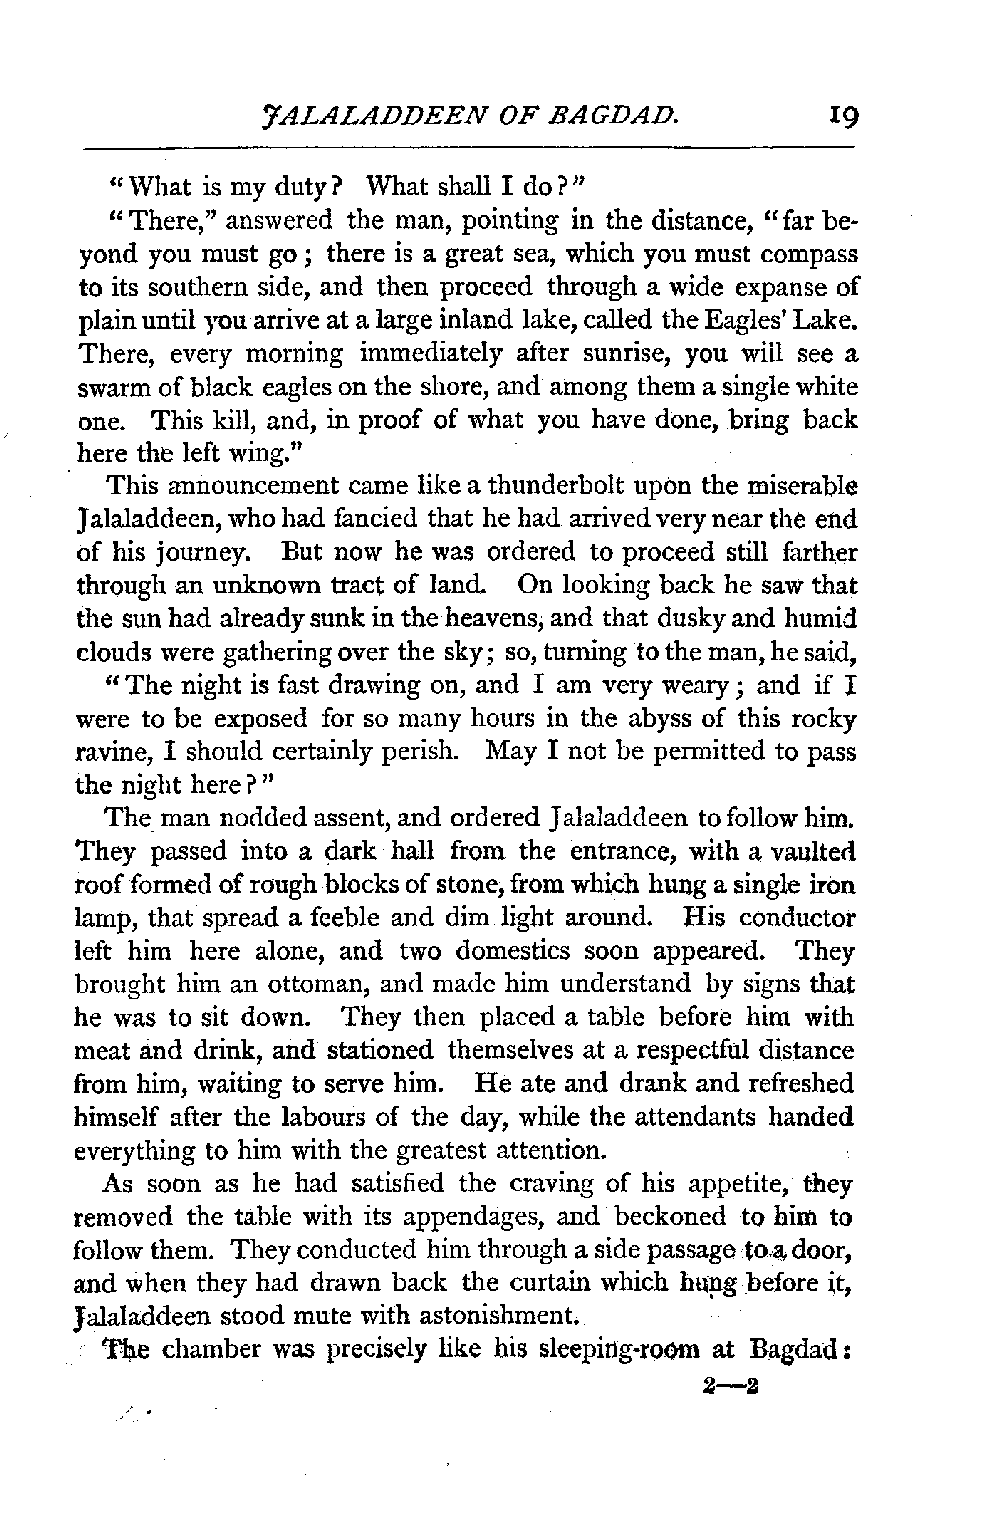 JALALADDEEN OF BAGDAD. 19
“What is my duty? What shall I do?”
“There,” answered the man, pointing in the distance, “far be-
yond you must go; there is a great sea, which you must compass
to its southern side, and then proceed through a wide expanse of
plain until you arrive at a large inland lake, called the Eagles’ Lake.
There, every morning immediately after sunrise, you will see a
swarm of black eagles on the shore, and among them a single white
one. This kill, and, in proof of what you have done, bring back
here the left wing.”
This announcement came like a thunderbolt upon the miserable
Jalaladdeen, who had fancied that he had arrived very near the end
of his journey. But now he was ordered to proceed still farther
through an unknown tract of land. On looking back he saw that
the sun had already sunk in the heavens, and that dusky and humid
clouds were gathering over the sky; so, turning to the man, he said,
“The night is fast drawing on, and I am very weary; and if I
were to be exposed for so many hours in the abyss of this rocky
ravine, I should certainly perish. May I not be permitted to pass
the night here?”
The man nodded assent, and ordered Jalaladdeen to follow him.
They passed into a dark hall from the entrance, with a vaulted
roof formed of rough blocks of stone, from which hung a single iron
lamp, that spread a feeble and dim light around. His conductor
left him here alone, and two domestics soon appeared. They
brought him an ottoman, and made him understand by signs that
he was to sit down. They then placed a table before him with
meat and drink, and stationed themselves at a respectful distance
from him, waiting to serve him. He ate and drank and refreshed
himself after the labours of the day, while the attendants handed
everything to him with the greatest attention.
As soon as he had satisfied the craving of his appetite, they
removed the table with its appendages, and beckoned to him to
follow them. They conducted him through a side passage to a door,
and when they had drawn back the curtain which hung before it,
Jalaladdeen stood mute with astonishment.
The chamber was precisely like his sleeping-room at Bagdad:
2—2